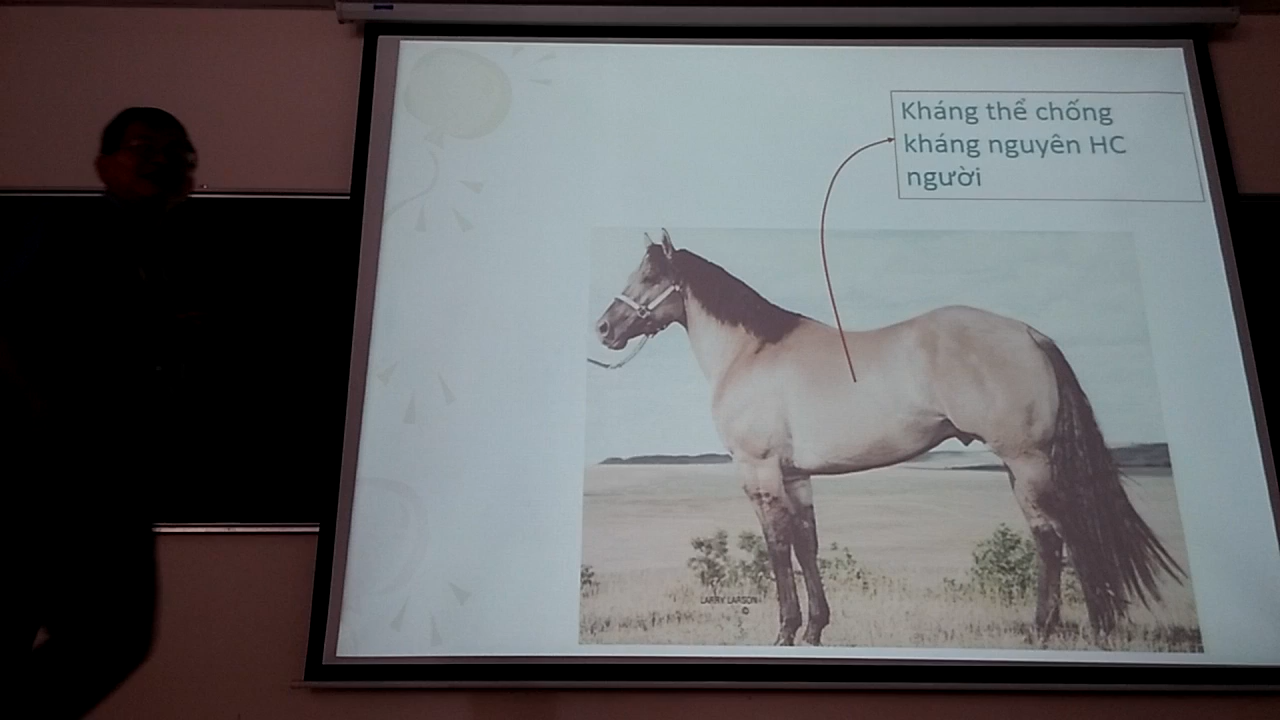 Kháng thể chống
kháng nguyên HC
người
LARRY LARSON
©